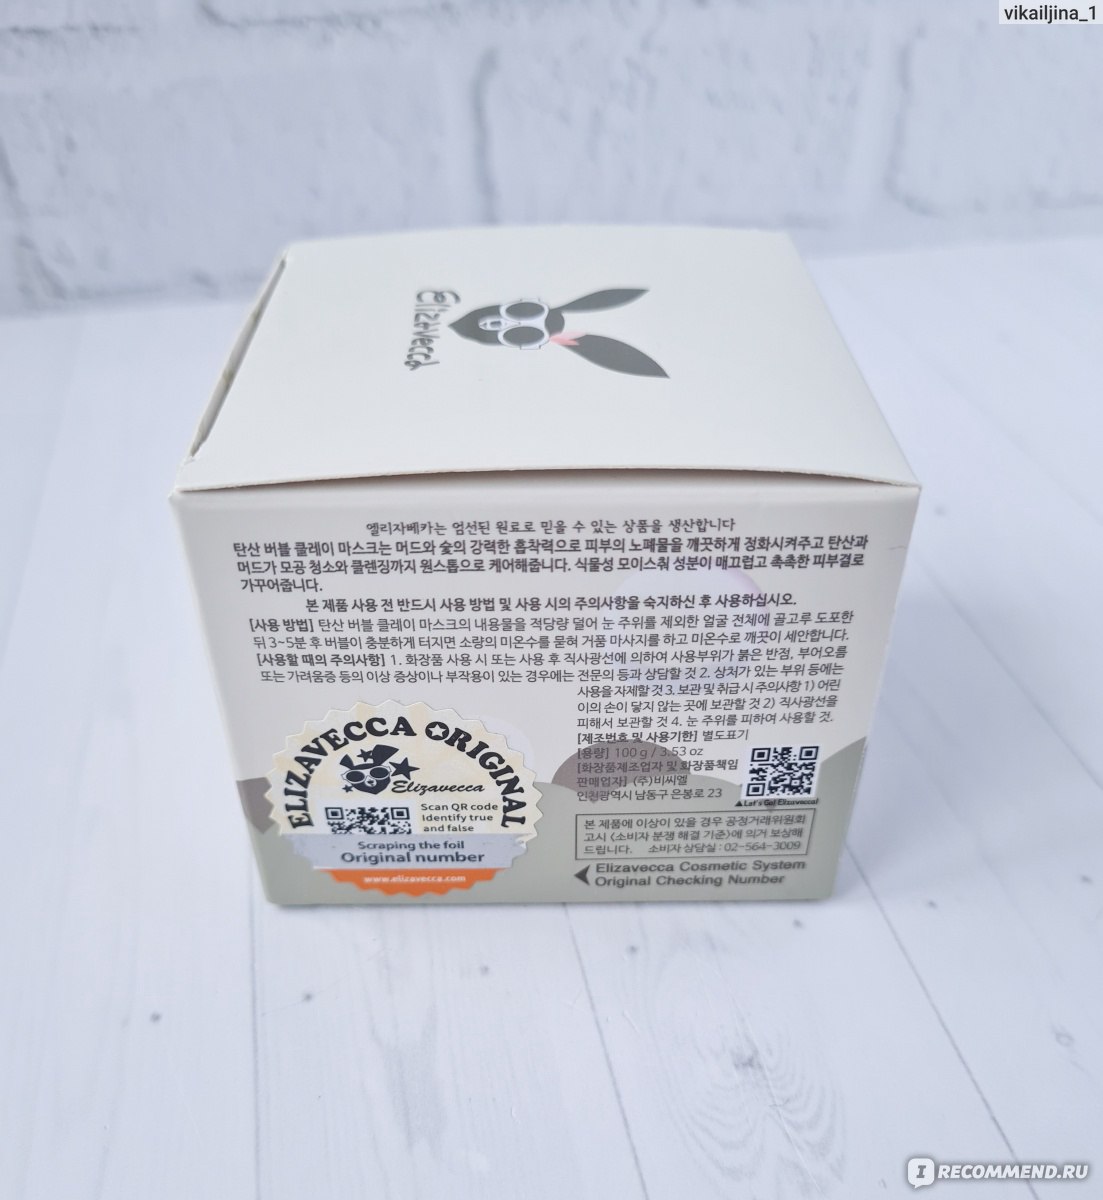 vikailjina_1
Elizavecca
엘리자베카는 엄선된 원료로 믿을 수 있는 상품을 생산합니다
탄산 버블 클레이 마스크는 머드와 숯의 강력한 흡착력으로 피부의 노폐물을 깨끗하게 정화시켜주고 탄산과
머드가 모공 청소와 클렌징까지 원스톱으로 케어해줍니다. 식물성 모이스춰 성분이 매끄럽고 촉촉한 피부결로
가꾸어줍니다.
본 제품 사용 전 반드시 사용 방법 및 사용 시의 주의사항을 숙지하신 후 사용하십시오.
[사용 방법] 탄산 버블 클레이 마스크의 내용물을 적당량 덜어 눈 주위를 제외한 얼굴 전체에 골고루 도포한
뒤 3~5분 후 버블이 충분하게 터지면 소량의 미온수를 묻혀 거품 마사지를 하고 미온수로 깨끗이 세안합니다.
[사용할 때의 주의사항] 1. 화장품 사용 시 또는 사용 후 직사광선에 의하여 사용부위가 붉은 반점, 부어오름
또는 가려움증 등의 이상 증상이나 부작용이 있는 경우에는 전문의 등과 상담할 것 2. 상처가 있는 부위 등에는
사용을 자제할 것 3. 보관 및 취급 시 주의사항 1) 어린
이의 손이 닿지 않는 곳에 보관할 것 2) 직사광선을
피해서 보관할 것 4. 눈 주위를 피하여 사용할 것.
[제조번호 및 사용기한] 별도표기
[용량] 100 g / 3.53 oz
[화장품제조업자 및 화장품책임
판매업자] (주)비씨엘
인천광역시 남동구 은봉로 23
▲Let's Go! Elizavecca!
본 제품에 이상이 있을 경우 공정거래위원회
고시 <소비자 분쟁 해결 기준>에 의거 보상해
드립니다. 소비자 상담실 : 02-564-3009
Elizavecca Cosmetic System
Original Checking Number
ELIZAVECCA ORIGINAL
Elizavecca
Scan QR code
Identify true
and false
Scraping the foil
Original number
www.elizavecca.com
IRECOMMEND.RU